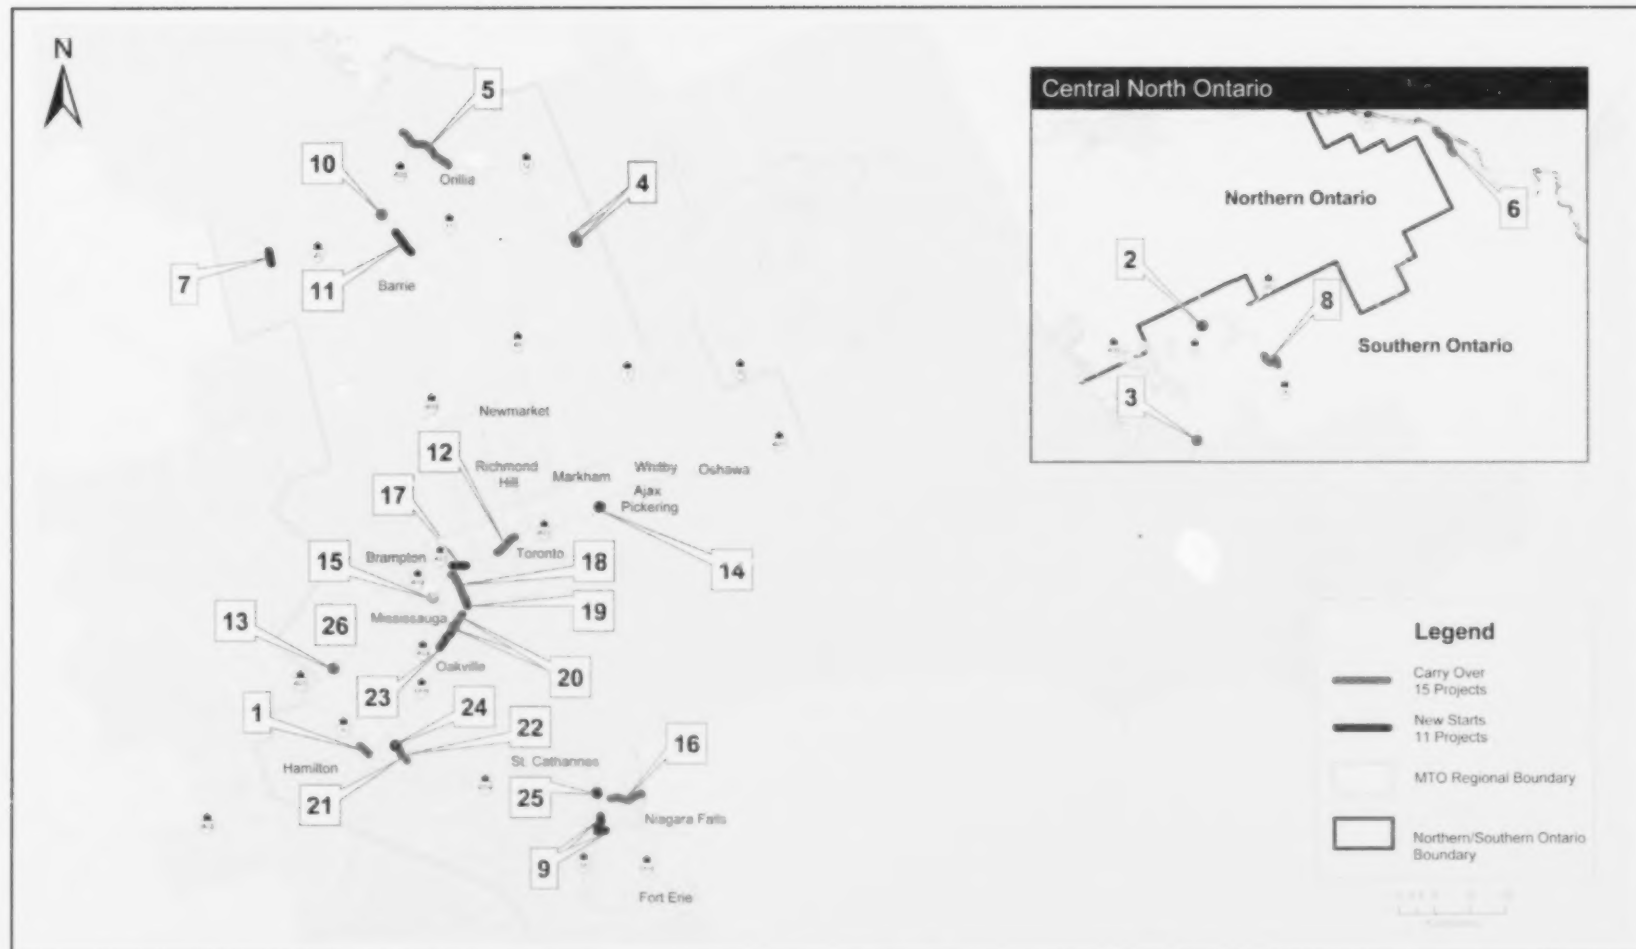 N
Central North Ontario
5
10
Orillia
4
6
Northern Ontario
7
11
Barrie
2
8
Southern Ontario
3
Newmarket
12
Richmond
Hill
Markham
Whitby
Oshawa
Ajax
Pickering
17
15
Brampton
Toronto
18
14
13
26
Mississauga
19
Oakville
23
20
1
24
22
16
Hamilton
St. Catharines
21
25
Niagara Falls
9
Fort Erie
Legend
Carry Over
15 Projects
New Starts
11 Projects
MTO Regional Boundary
Northern/Southern Ontario
Boundary